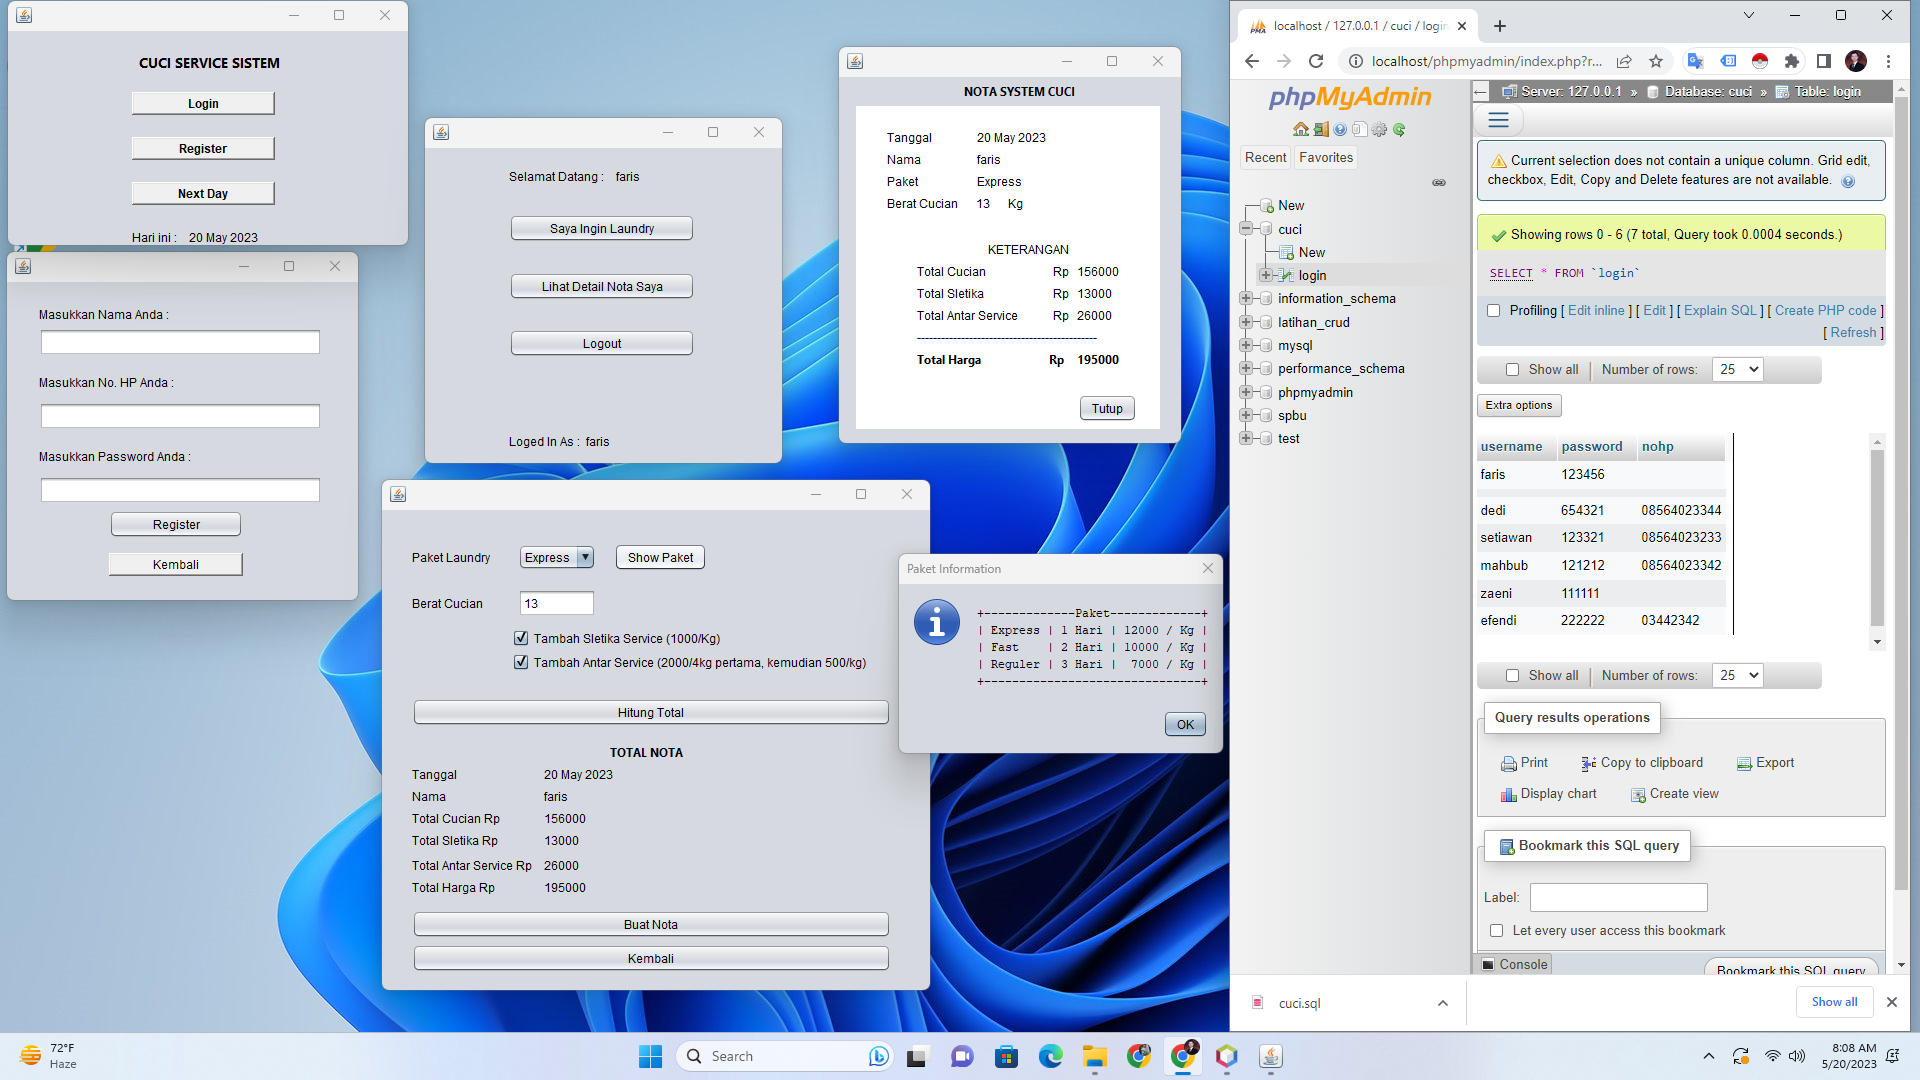 CUCI SERVICE SISTEM
Login
Register
Next Day
Hari ini : 20 May 2023
Masukkan Nama Anda :
Masukkan No. HP Anda :
Masukkan Password Anda :
Register
Kembali
Selamat Datang : faris
Saya Ingin Laundry
Lihat Detail Nota Saya
Logout
Loged In As : faris
NOTA SYSTEM CUCI
Tanggal 20 May 2023
Nama faris
Paket Express
Berat Cucian 13 Kg
KETERANGAN
Total Cucian Rp 156000
Total Sletika Rp 13000
Total Antar Service Rp 26000
---------------------------------------------
Total Harga Rp 195000
Tutup
Paket Laundry Express Show Paket
Berat Cucian 13
Tambah Sletika Service (1000/Kg)
Tambah Antar Service (2000/4kg pertama, kemudian 500/kg)
Hitung Total
TOTAL NOTA
Tanggal 20 May 2023
Nama faris
Total Cucian Rp 156000
Total Sletika Rp 13000
Total Antar Service Rp 26000
Total Harga Rp 195000
Buat Nota
Kembali
Paket Information
+-------------Paket-------------+
| Express | 1 Hari | 12000 / Kg |
| Fast | 2 Hari | 10000 / Kg |
| Reguler | 3 Hari | 7000 / Kg |
+-------------------------------+
OK
localhost / 127.0.0.1 / cuci / login
localhost/phpmyadmin/index.php?r...
phpMyAdmin
Recent Favorites
New
cuci
New
login
information_schema
latihan_crud
mysql
performance_schema
phpmyadmin
spbu
test
Server: 127.0.0.1 » Database: cuci » Table: login
Current selection does not contain a unique column. Grid edit, checkbox, Edit, Copy and Delete features are not available.
Showing rows 0 - 6 (7 total, Query took 0.0004 seconds.)
SELECT * FROM `login`
Profiling [ Edit inline ] [ Edit ] [ Explain SQL ] [ Create PHP code ]
[ Refresh ]
Show all Number of rows: 25
Extra options
username password nohp
faris 123456
dedi 654321 08564023344
setiawan 123321 08564023233
mahbub 121212 08564023342
zaeni 111111
efendi 222222 03442342
Show all Number of rows: 25
Query results operations
Print Copy to clipboard Export
Display chart Create view
Bookmark this SQL query
Label:
Let every user access this bookmark
Console Bookmark this SQL query
cuci.sql
Show all
72°F
Haze
Search
8:08 AM
5/20/2023